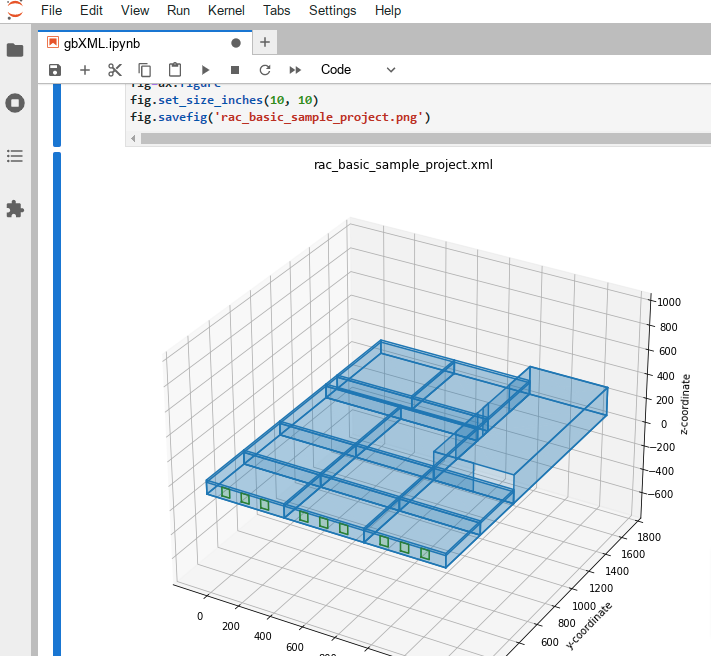 File Edit View Run Kernel Tabs Settings Help
gbXML.ipynb
Code
fig=ax.figure
fig.set_size_inches(10, 10)
fig.savefig('rac_basic_sample_project.png')
rac_basic_sample_project.xml
1000
800
600
400
200
0
−200
−400
−600
z-coordinate
1800
1600
1400
1200
1000
800
600
y-coordinate
0
200
400
600
800